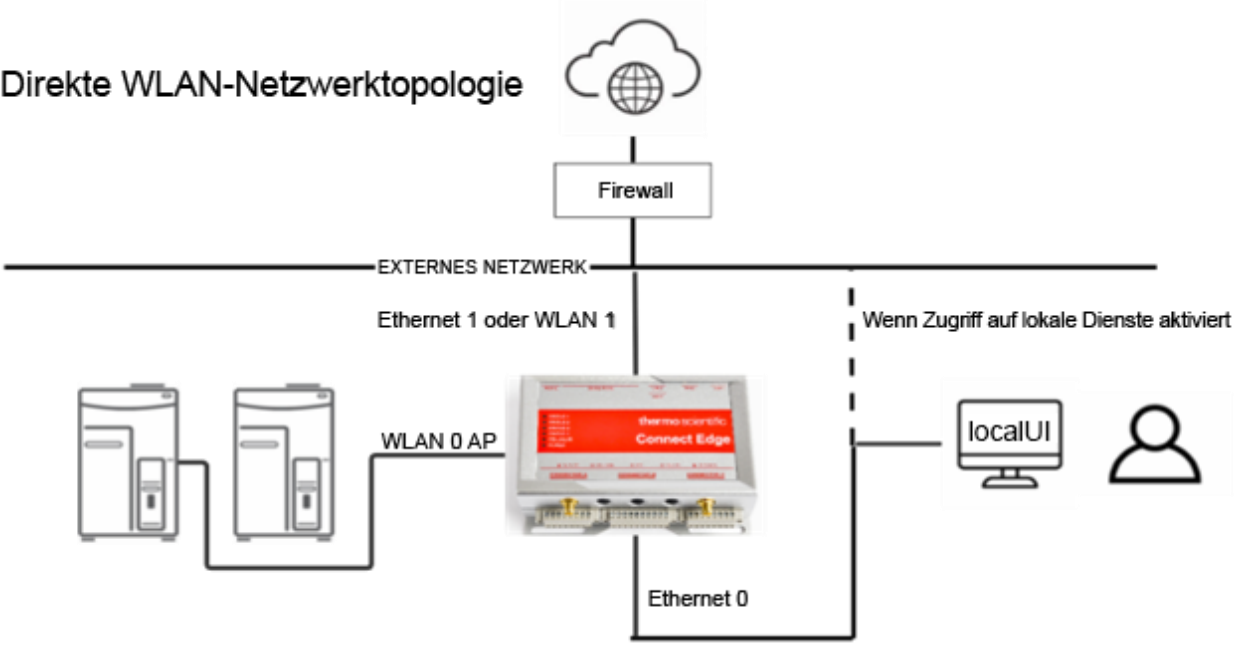 Direkte WLAN-Netzwerktopologie
Firewall
EXTERNES NETZWERK
Ethernet 1 oder WLAN 1
Wenn Zugriff auf lokale Dienste aktiviert
thermo scientific
Connect Edge
WLAN 0 AP
localUI
Ethernet 0